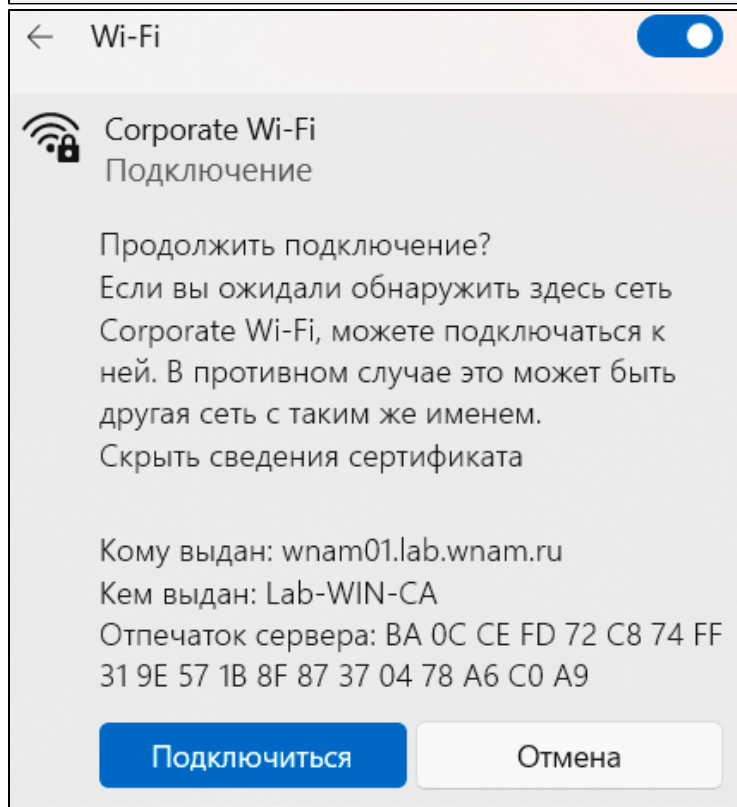 Wi-Fi
Corporate Wi-Fi
Подключение
Продолжить подключение?
Если вы ожидали обнаружить здесь сеть
Corporate Wi-Fi, можете подключаться к
ней. В противном случае это может быть
другая сеть с таким же именем.
Скрыть сведения сертификата
Кому выдан: wnam01.lab.wnam.ru
Кем выдан: Lab-WIN-CA
Отпечаток сервера: BA 0C CE FD 72 C8 74 FF
31 9E 57 1B 8F 87 37 04 78 A6 C0 A9
Подключиться
Отмена